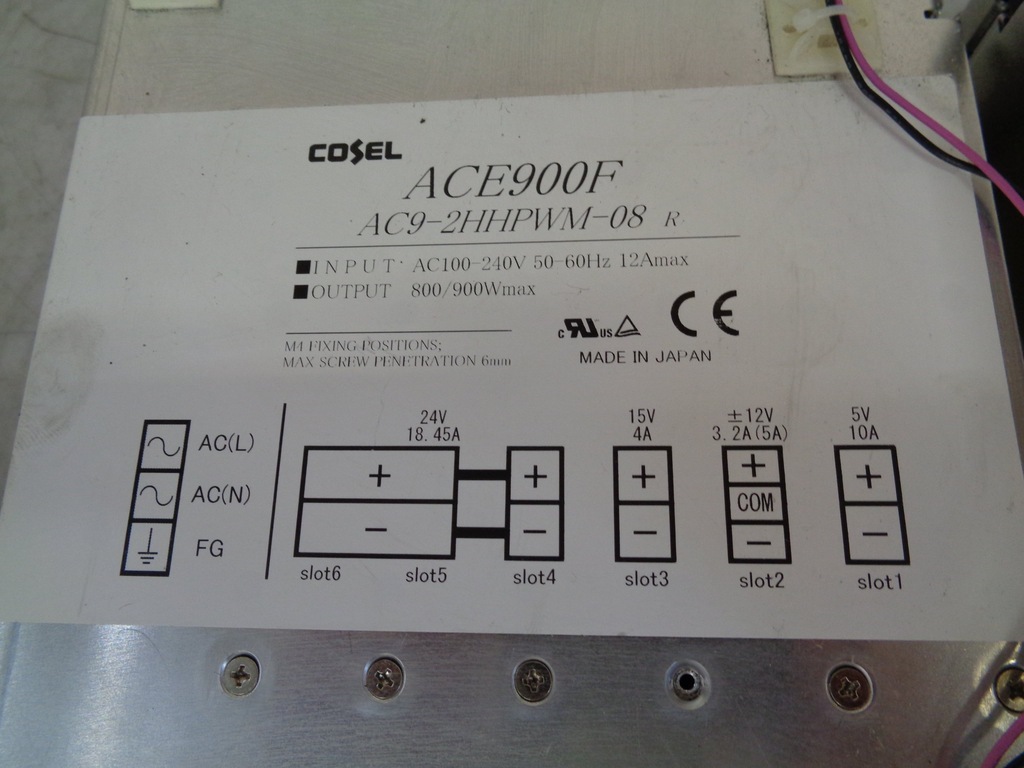 COSEL
ACE900F
AC9-2HHPWM-08 R
■INPUT AC100-240V 50-60Hz 12Amax
■OUTPUT 800/900Wmax
M4 FIXING POSITIONS;
MAX SCREW PENETRATION 6mm
c RU US CE
MADE IN JAPAN
24V 15V ±12V 5V
18.45A 4A 3.2A(5A) 10A
AC(L)
+ + + + +
AC(N)
COM
− − − − −
FG
slot6 slot5 slot4 slot3 slot2 slot1